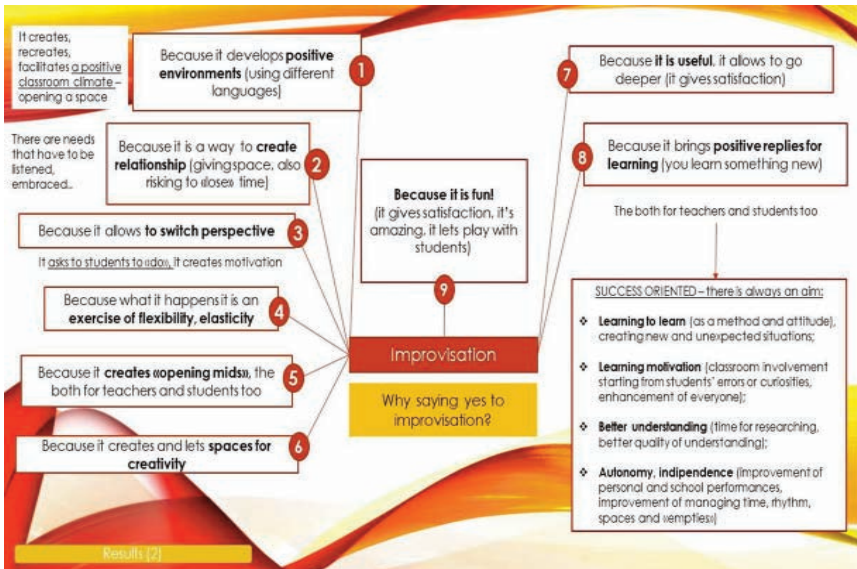 It creates,
recreates,
facilitates a positive
classroom climate –
opening a space
Because it develops positive
environments (using different
languages)
1
There are needs
that have to be
listened,
embraced..
Because it is a way to create
relationship (giving space, also
risking to «lose» time)
2
Because it allows to switch perspective
3
It asks to students to «do», it creates motivation
Because what it happens it is an
exercise of flexibility, elasticity
4
Because it creates «opening mids», the
both for teachers and students too
5
Because it creates and lets spaces for
creativity
6
Because it is fun!
(it gives satisfaction, it's
amazing, it lets play with
students)
9
Improvisation
Why saying yes to
improvisation?
7
Because it is useful, it allows to go
deeper (it gives satisfaction)
8
Because it brings positive replies for
learning (you learn something new)
The both for teachers and students too
SUCCESS ORIENTED – there is always an aim:
❖ Learning to learn (as a method and attitude),
creating new and unexpected situations;
❖ Learning motivation (classroom involvement
starting from students' errors or curiosities,
enhancement of everyone);
❖ Better understanding (time for researching,
better quality of understanding);
❖ Autonomy, indipendence (improvement of
personal and school performances,
improvement of managing time, rhythm,
spaces and «empties»)
Results (2)